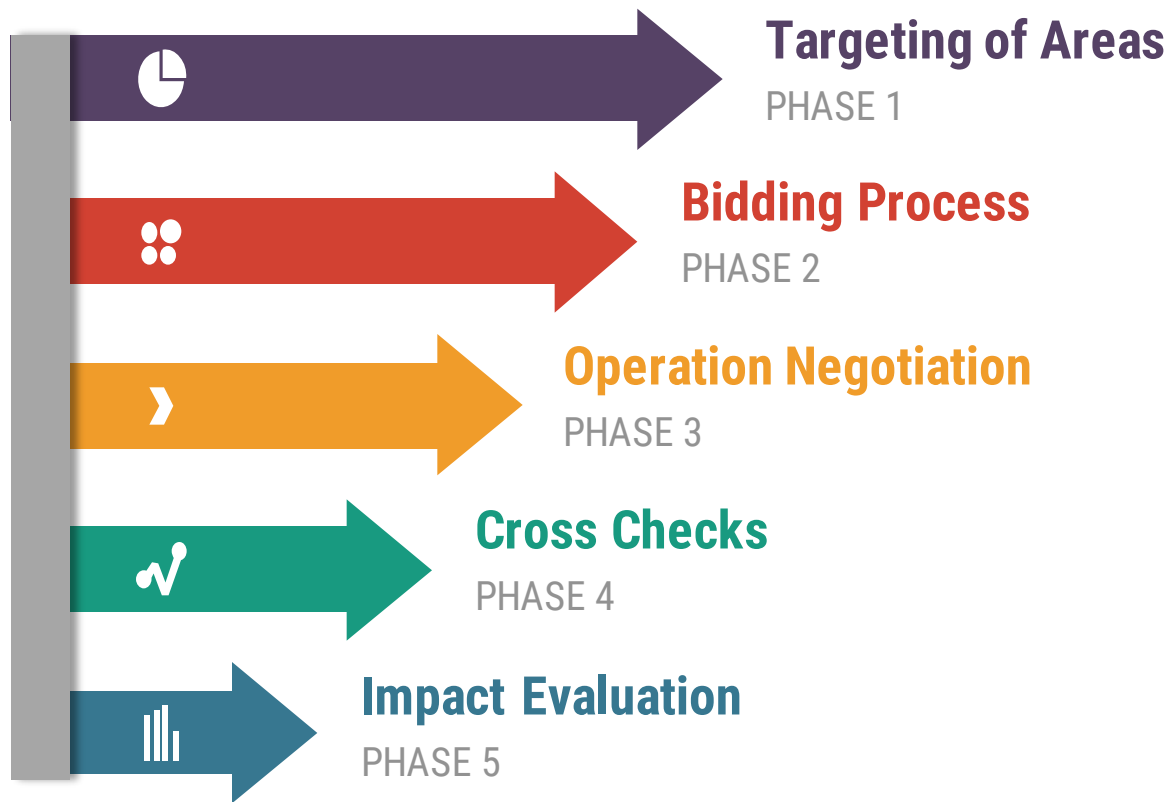 Targeting of Areas
PHASE 1
Bidding Process
PHASE 2
Operation Negotiation
PHASE 3
Cross Checks
PHASE 4
Impact Evaluation
PHASE 5